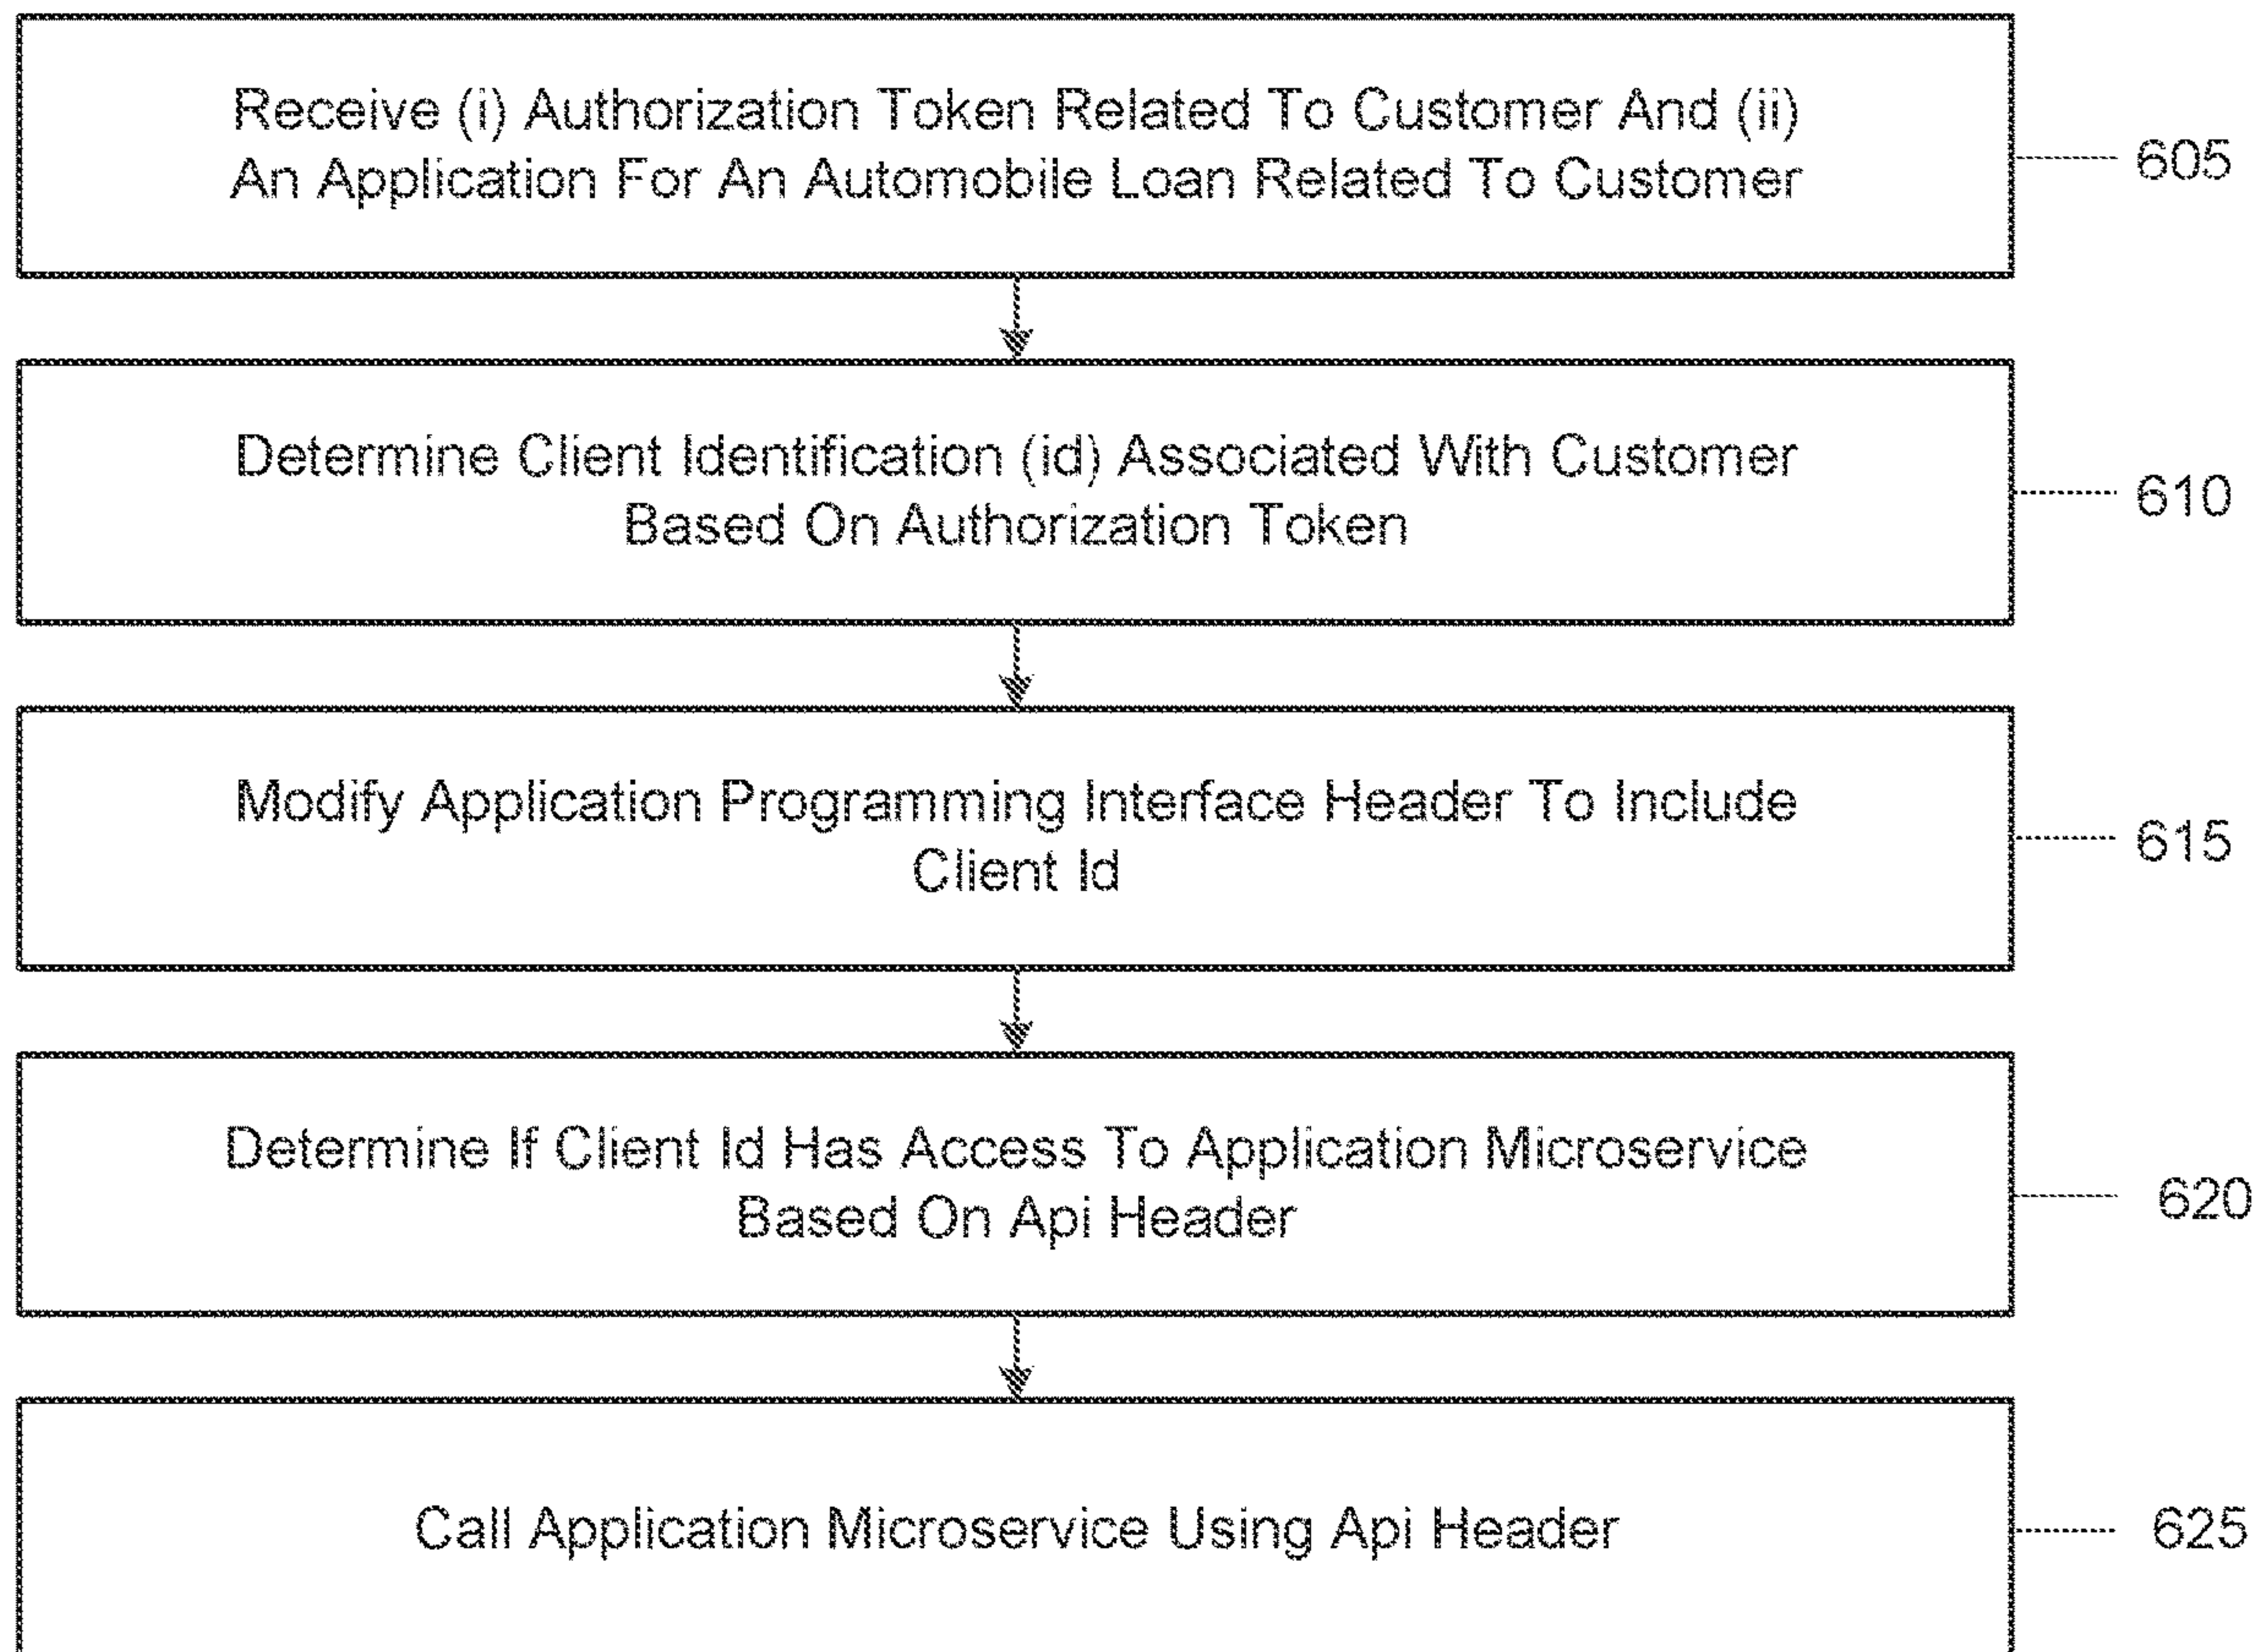 Receive (i) Authorization Token Related To Customer And (ii)
An Application For An Automobile Loan Related To Customer
605
Determine Client Identification (id) Associated With Customer
Based On Authorization Token
610
Modify Application Programming Interface Header To Include
Client Id
615
Determine If Client Id Has Access To Application Microservice
Based On Api Header
620
Call Application Microservice Using Api Header
625